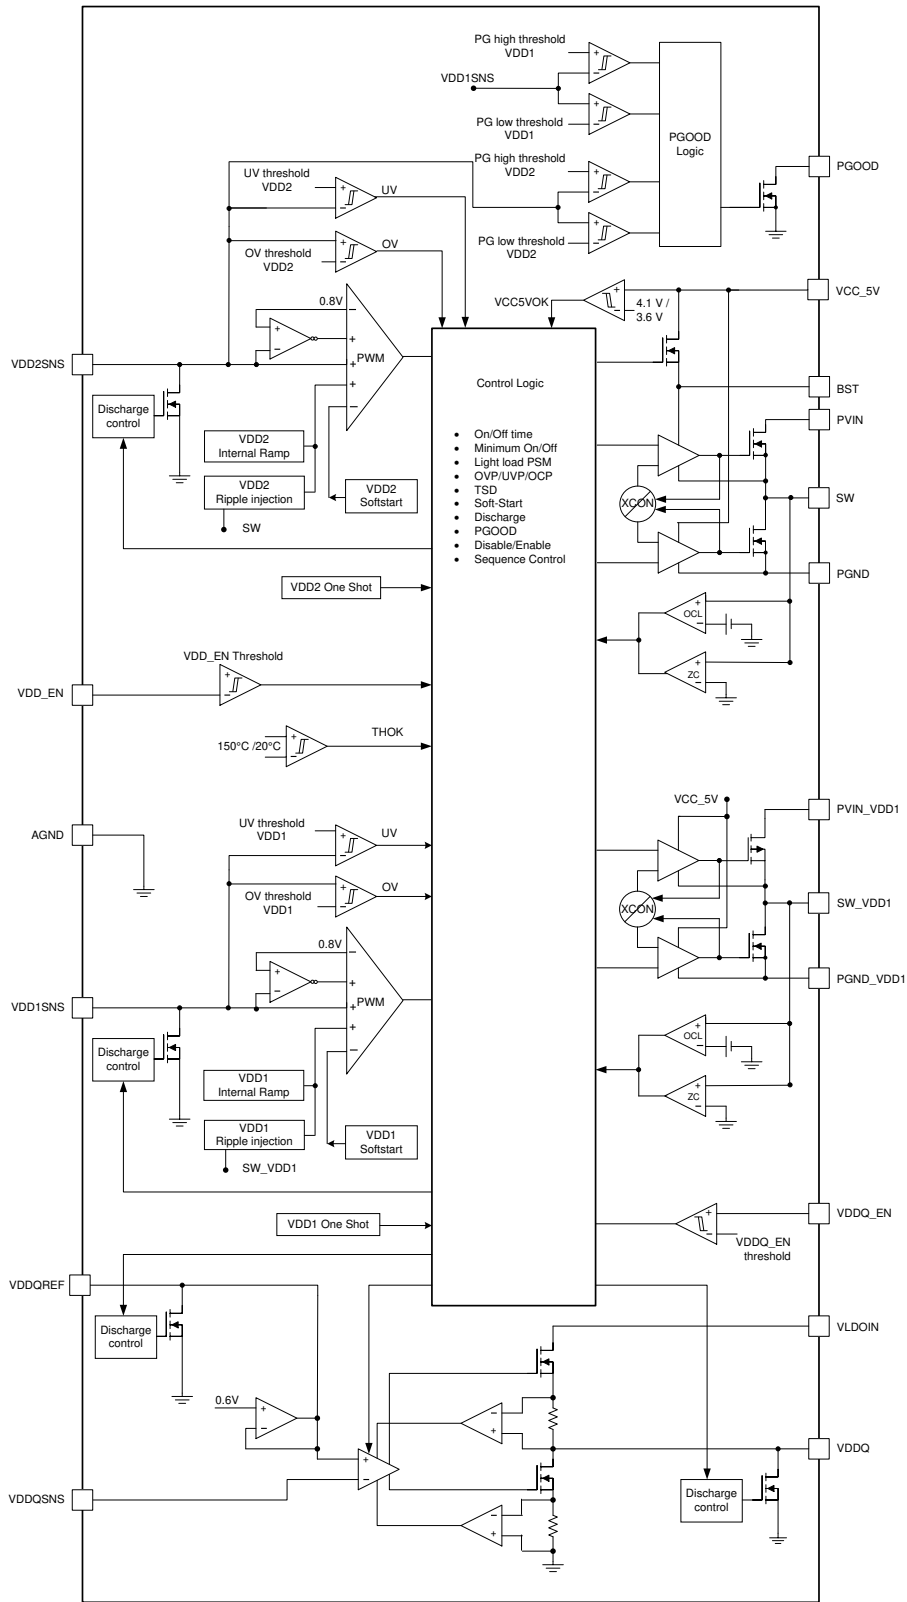 PG high threshold
VDD1
VDD1SNS
PG low threshold
VDD1
PG high threshold
VDD2
PG low threshold
VDD2
PGOOD
Logic
PGOOD
UV threshold
VDD2
UV
OV threshold
VDD2
OV
0.8V
PWM
VDD2SNS
Discharge
control
VDD2
Internal Ramp
VDD2
Ripple injection
SW
VDD2
Softstart
VCC5VOK
4.1 V /
3.6 V
VCC_5V
BST
PVIN
XCON
SW
PGND
OCL
ZC
Control Logic
• On/Off time
• Minimum On/Off
• Light load PSM
• OVP/UVP/OCP
• TSD
• Soft-Start
• Discharge
• PGOOD
• Disable/Enable
• Sequence Control
VDD2 One Shot
VDD_EN Threshold
VDD_EN
THOK
150°C /20°C
AGND
UV threshold
VDD1
UV
OV threshold
VDD1
OV
0.8V
PWM
VDD1SNS
Discharge
control
VDD1
Internal Ramp
VDD1
Ripple injection
SW_VDD1
VDD1
Softstart
VCC_5V
PVIN_VDD1
XCON
SW_VDD1
PGND_VDD1
OCL
ZC
VDD1 One Shot
VDDQ_EN
VDDQ_EN
threshold
VDDQREF
Discharge
control
0.6V
VDDQSNS
VLDOIN
VDDQ
Discharge
control